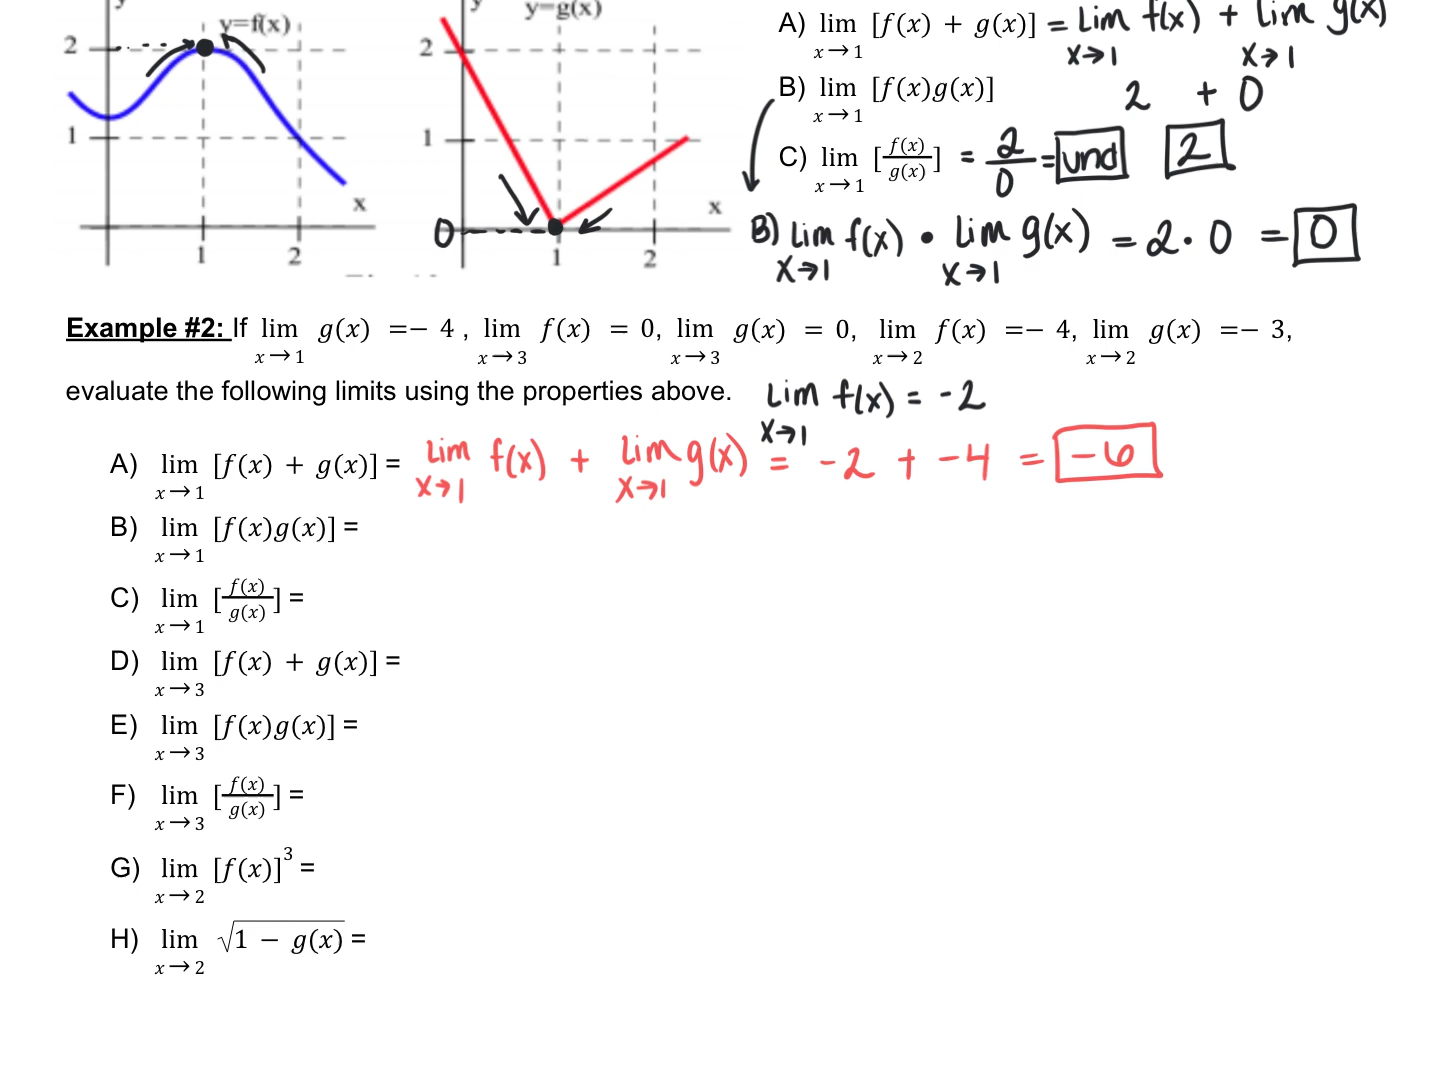 y
y=f(x)
2
1
x
1
2
y
y=g(x)
2
1
0
x
1
2
A) lim [f(x) + g(x)] = Lim f(x) + Lim g(x)
x→1 x→1 x→1
B) lim [f(x)g(x)] 2 + 0
x→1
C) lim [f(x)/g(x)] = 2/0 = und 2
x→1
B) Lim f(x) • Lim g(x) = 2 • 0 = 0
x→1 x→1
Example #2: If lim g(x) =− 4 , lim f(x) = 0, lim g(x) = 0, lim f(x) =− 4, lim g(x) =− 3,
x→1 x→3 x→3 x→2 x→2
evaluate the following limits using the properties above. Lim f(x) = -2
x→1
A) lim [f(x) + g(x)] = Lim f(x) + Lim g(x) = -2 + -4 = -6
x→1 x→1 x→1
B) lim [f(x)g(x)] =
x→1
C) lim [f(x)/g(x)] =
x→1
D) lim [f(x) + g(x)] =
x→3
E) lim [f(x)g(x)] =
x→3
F) lim [f(x)/g(x)] =
x→3
G) lim [f(x)]³ =
x→2
H) lim √1 − g(x) =
x→2